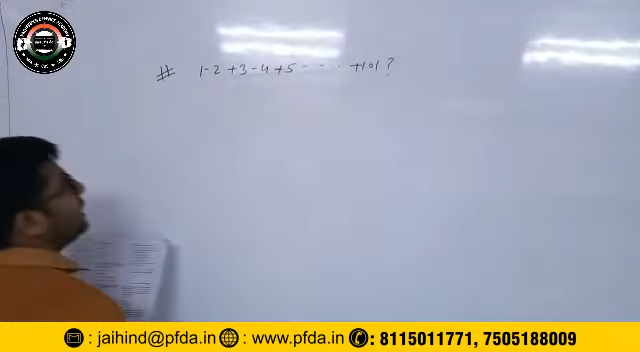 # 1-2+3-4+5 - - - - +101?
: jaihind@pfda.in : www.pfda.in : 8115011771, 7505188009